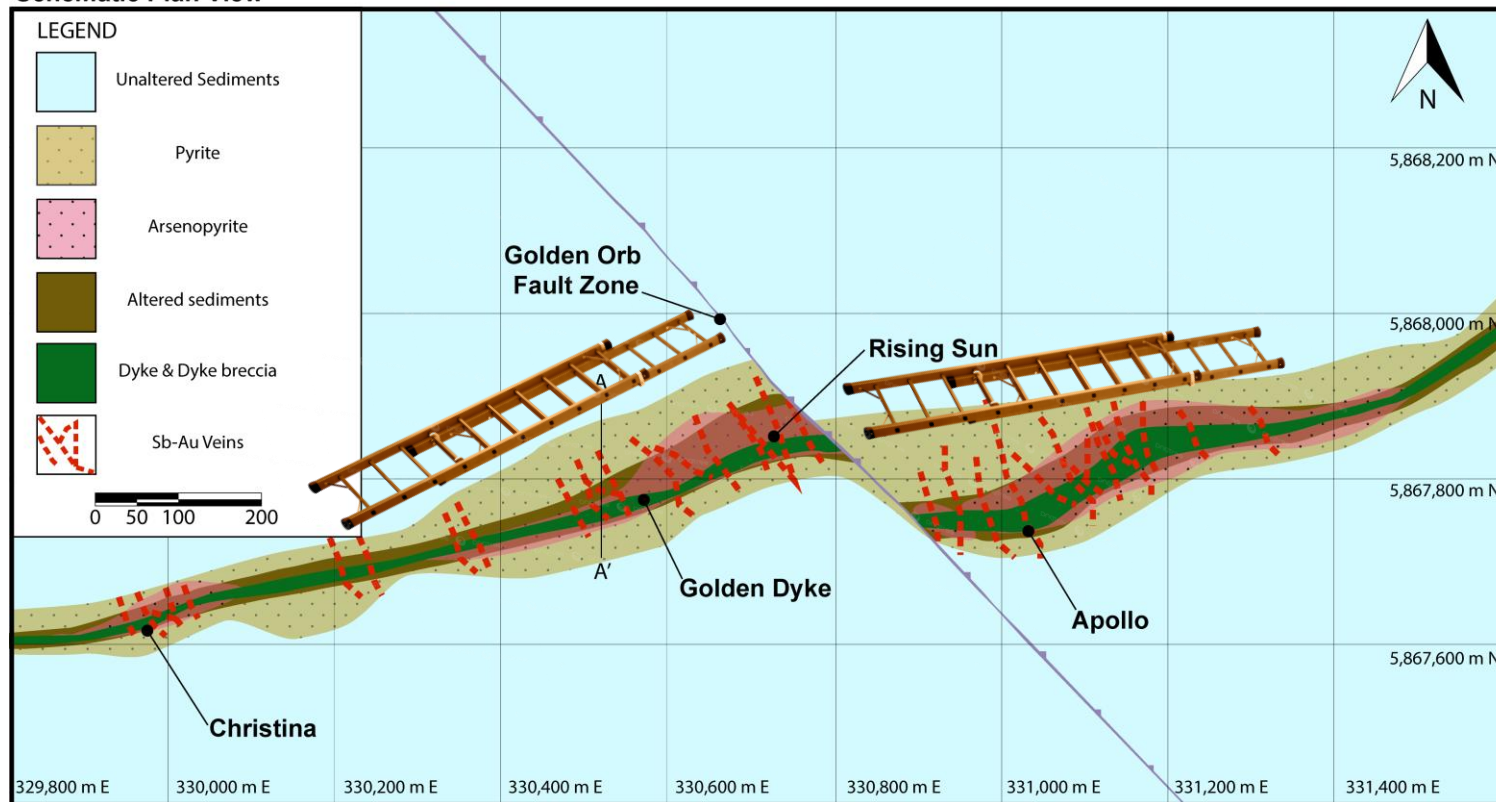 Schematic Plan View
LEGEND
Unaltered Sediments
Pyrite
Arsenopyrite
Altered sediments
Dyke & Dyke breccia
Sb-Au Veins
0 50 100 200
N
5,868,200 m N
Golden Orb
Fault Zone
5,868,000 m N
Rising Sun
A
5,867,800 m N
A'
Golden Dyke
Apollo
5,867,600 m N
Christina
329,800 m E 330,000 m E 330,200 m E 330,400 m E 330,600 m E 330,800 m E 331,000 m E 331,200 m E 331,400 m E